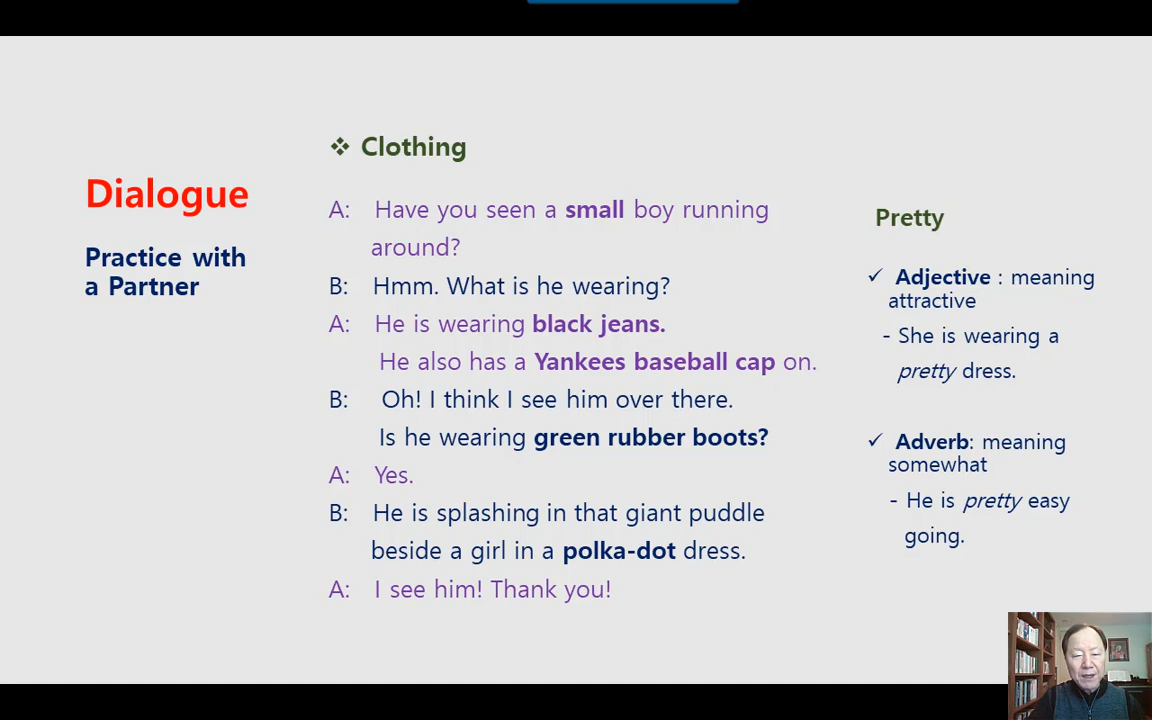 Dialogue
Practice with
a Partner
❖ Clothing
A: Have you seen a small boy running
around?
B: Hmm. What is he wearing?
A: He is wearing black jeans.
He also has a Yankees baseball cap on.
B: Oh! I think I see him over there.
Is he wearing green rubber boots?
A: Yes.
B: He is splashing in that giant puddle
beside a girl in a polka-dot dress.
A: I see him! Thank you!
Pretty
✓ Adjective : meaning
attractive
- She is wearing a
pretty dress.
✓ Adverb: meaning
somewhat
- He is pretty easy
going.